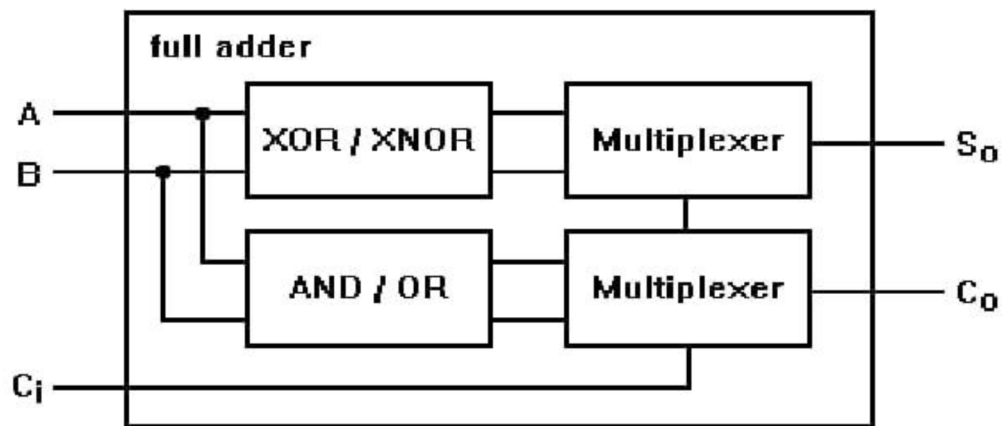 full adder
A
XOR / XNOR
Multiplexer
So
B
AND / OR
Multiplexer
Co
Ci